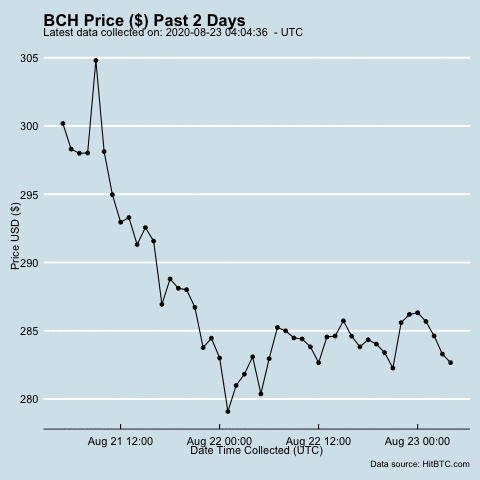 BCH Price ($) Past 2 Days
Latest data collected on: 2020-08-23 04:04:36 - UTC
305
300
295
290
285
280
Price USD ($)
Aug 21 12:00
Aug 22 00:00
Aug 22 12:00
Aug 23 00:00
Date Time Collected (UTC)
Data source: HitBTC.com